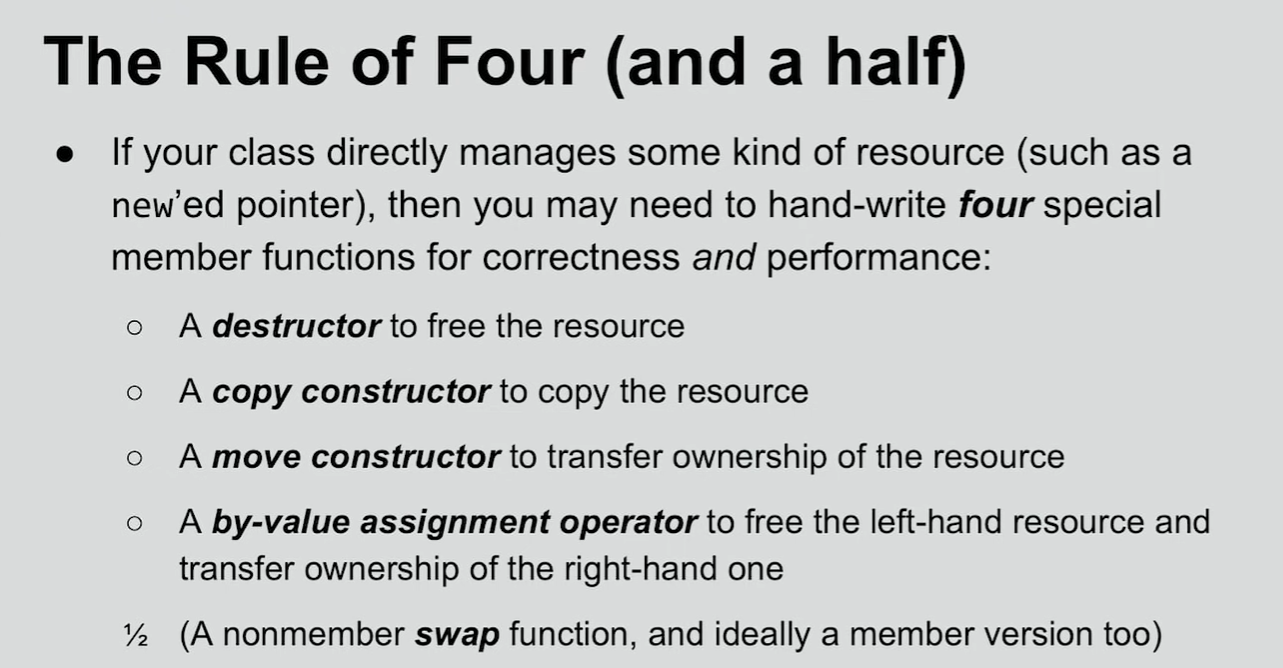 The Rule of Four (and a half)
● If your class directly manages some kind of resource (such as a
new’ed pointer), then you may need to hand-write four special
member functions for correctness and performance:
○ A destructor to free the resource
○ A copy constructor to copy the resource
○ A move constructor to transfer ownership of the resource
○ A by-value assignment operator to free the left-hand resource and
transfer ownership of the right-hand one
½ (A nonmember swap function, and ideally a member version too)